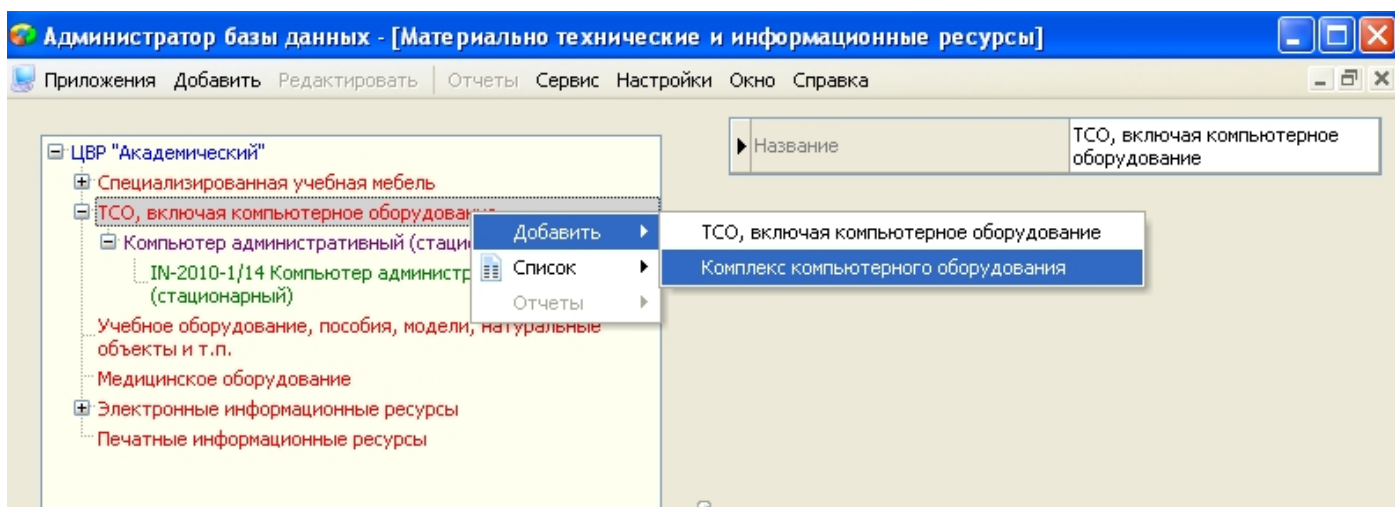 Администратор базы данных - [Материально технические и информационные ресурсы]
Приложения Добавить Редактировать Отчеты Сервис Настройки Окно Справка
ЦВР "Академический"
Специализированная учебная мебель
ТСО, включая компьютерное оборудование
Компьютер административный (стаци
IN-2010-1/14 Компьютер администр
(стационарный)
Учебное оборудование, пособия, модели, натуральные
объекты и т.п.
Медицинское оборудование
Электронные информационные ресурсы
Печатные информационные ресурсы
Добавить
Список
Отчеты
ТСО, включая компьютерное оборудование
Комплекс компьютерного оборудования
Название
ТСО, включая компьютерное
оборудование